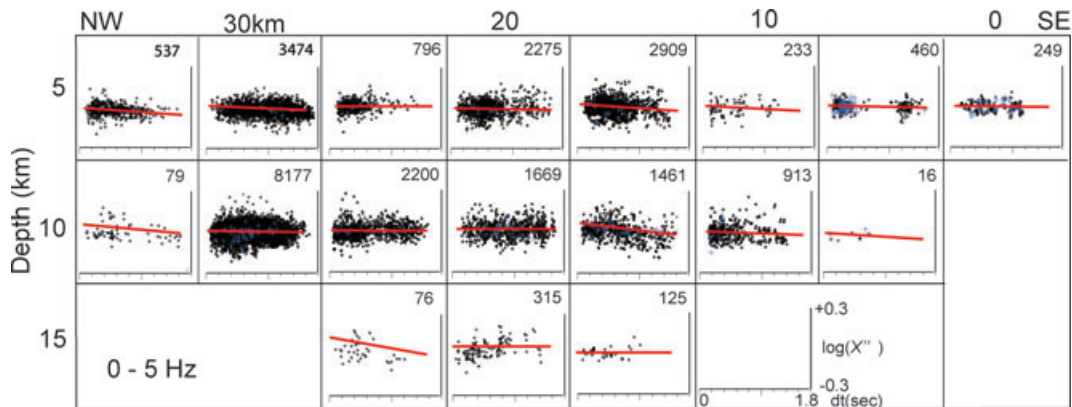 NW 30km 20 10 0 SE
537 3474 796 2275 2909 233 460 249
5
79 8177 2200 1669 1461 913 16
10
Depth (km)
76 315 125
15
+0.3
log(X'')
-0.3
0 1.8 dt(sec)
0 - 5 Hz